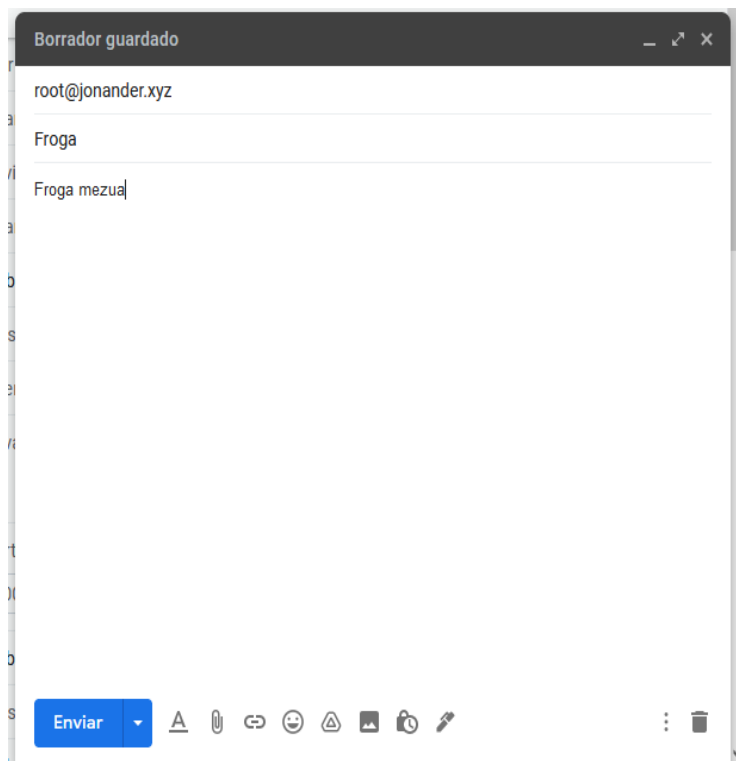 Borrador guardado
root@jonander.xyz
Froga
Froga mezua
Enviar